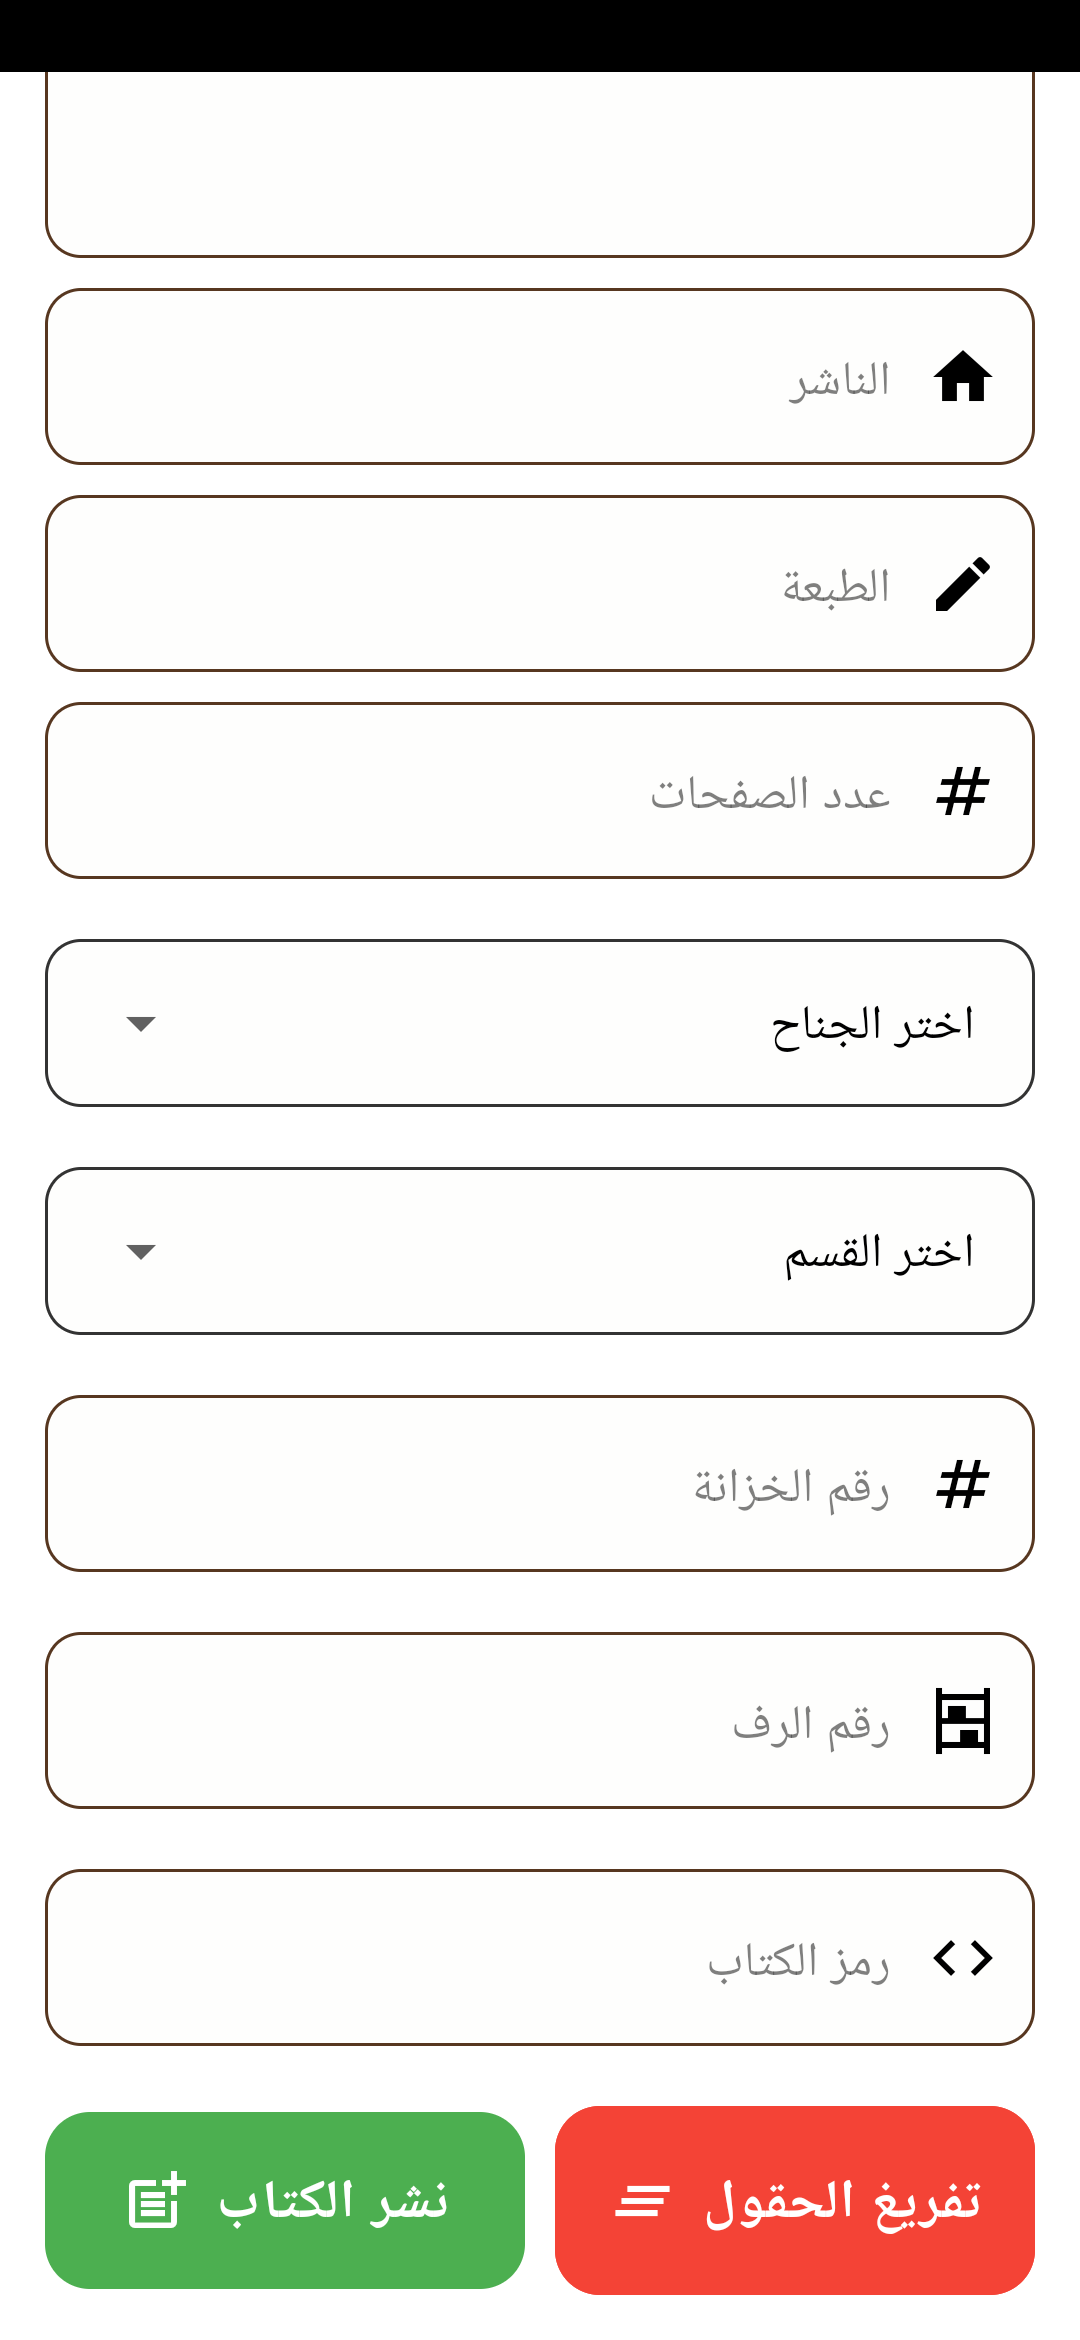 الناشر
الطبعة
عدد الصفحات
اختر الجناح
اختر القسم
رقم الخزانة
رقم الرف
رمز الكتاب
تفريغ الحقول
نشر الكتاب